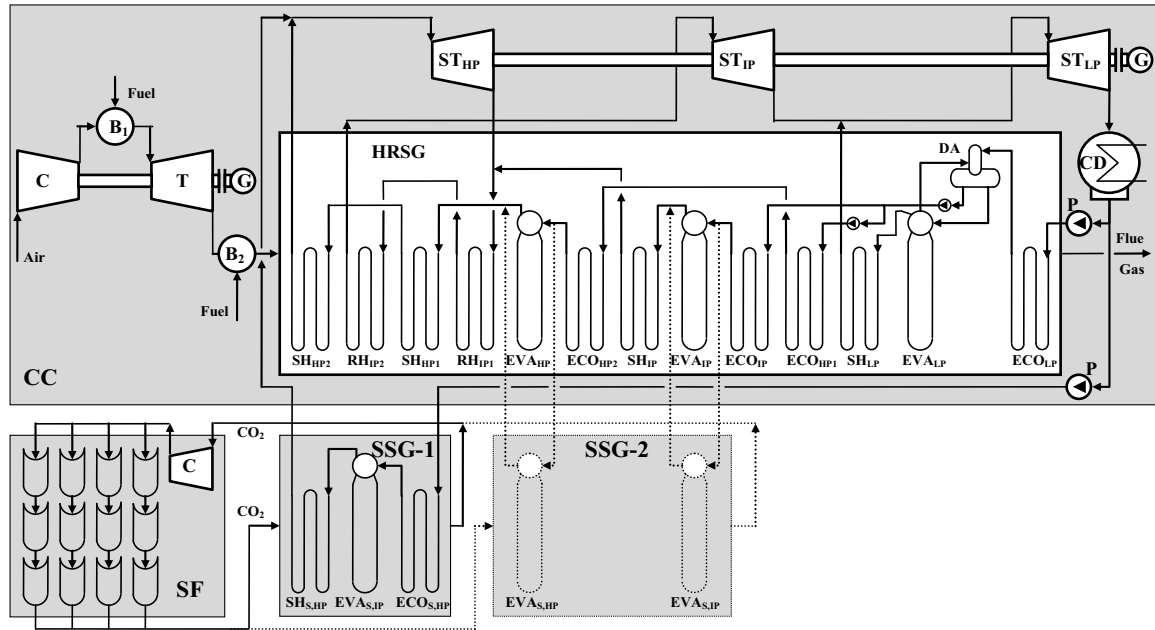 ST_HP
ST_IP
ST_LP
G
Fuel
B_1
HRSG
DA
CD
C
T
G
P
Air
B_2
Flue
Gas
Fuel
SH_HP2
RH_IP2
SH_HP1
RH_IP1
EVA_HP
ECO_HP2
SH_IP
EVA_IP
ECO_IP
ECO_HP1
SH_LP
EVA_LP
ECO_LP
CC
P
CO_2
SSG-1
SSG-2
C
CO_2
SF
SH_S,HP
EVA_S,IP
ECO_S,HP
EVA_S,HP
EVA_S,IP